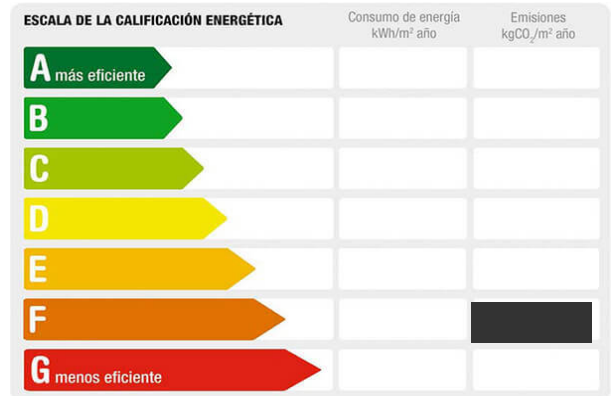 ESCALA DE LA CALIFICACIÓN ENERGÉTICA
Consumo de energía
kWh/m² año
Emisiones
kgCO₂/m² año
A más eficiente
B
C
D
E
F
G menos eficiente